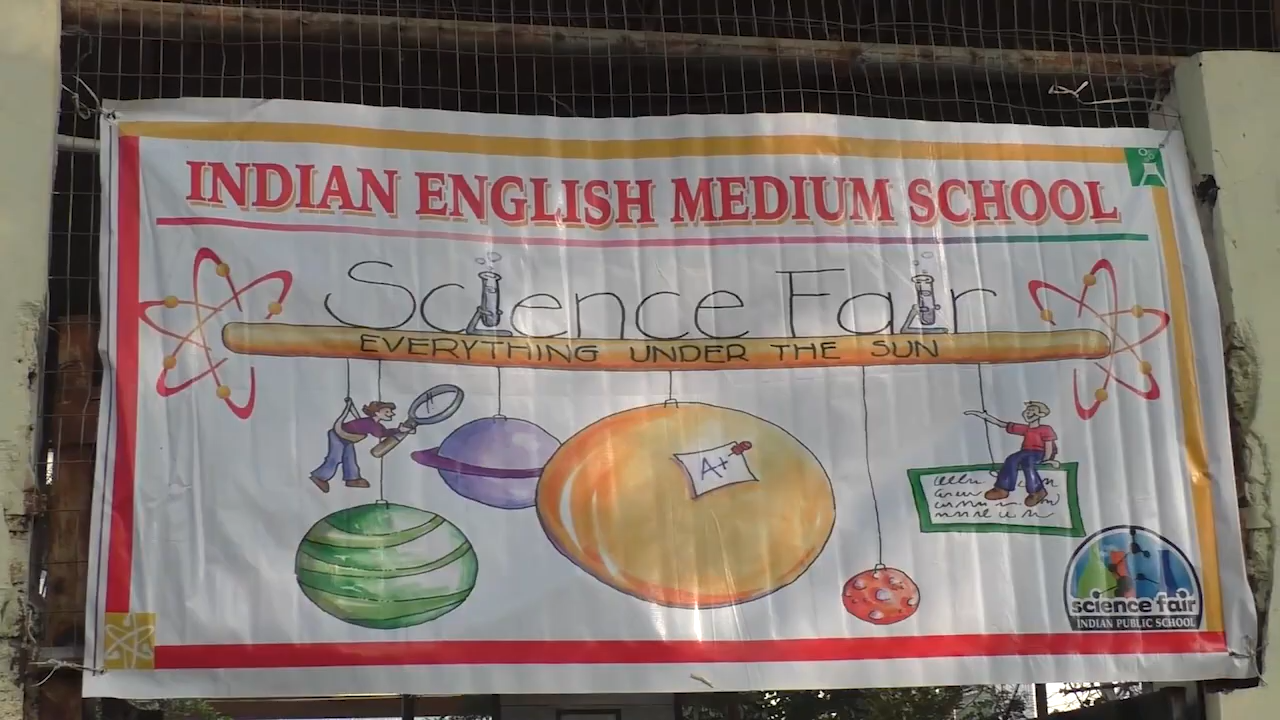 INDIAN ENGLISH MEDIUM SCHOOL
Science Fair
EVERYTHING UNDER THE SUN
A+
science fair
INDIAN PUBLIC SCHOOL